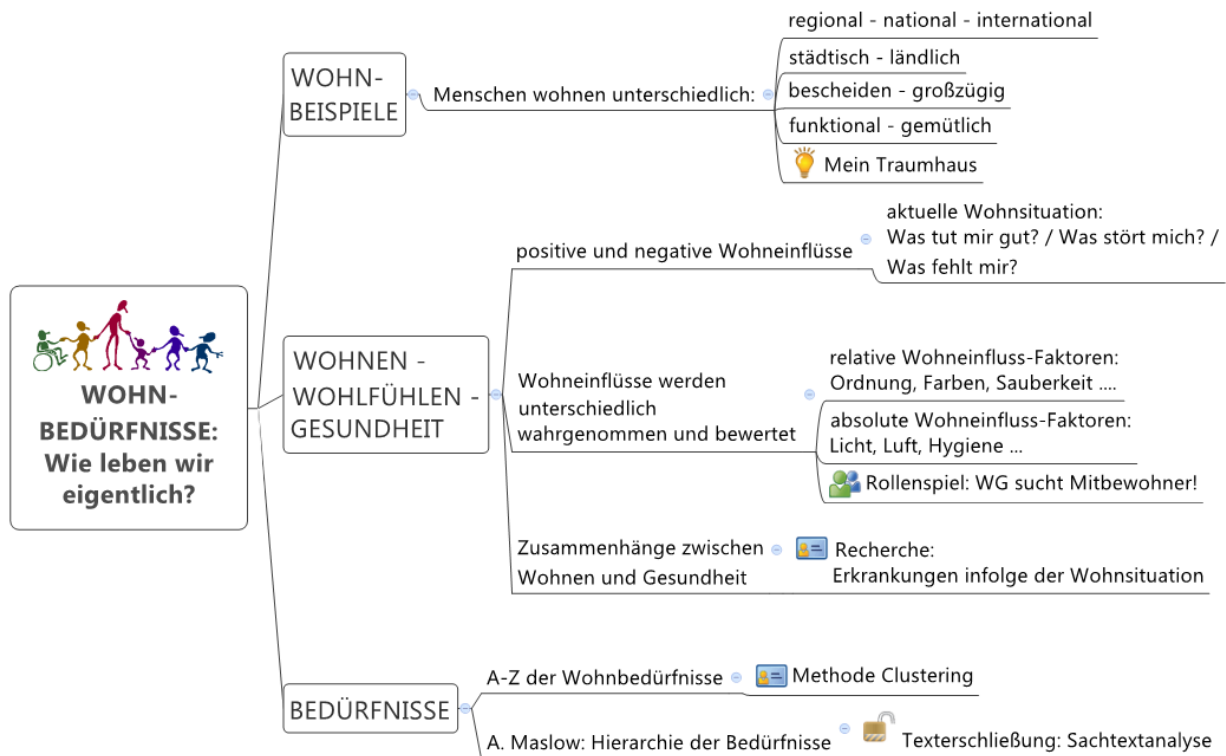 WOHN-
BEDÜRFNISSE:
Wie leben wir
eigentlich?
WOHN-
BEISPIELE
Menschen wohnen unterschiedlich:
regional - national - international
städtisch - ländlich
bescheiden - großzügig
funktional - gemütlich
Mein Traumhaus
WOHNEN -
WOHLFÜHLEN -
GESUNDHEIT
positive und negative Wohneinflüsse
aktuelle Wohnsituation:
Was tut mir gut? / Was stört mich? /
Was fehlt mir?
Wohneinflüsse werden
unterschiedlich
wahrgenommen und bewertet
relative Wohneinfluss-Faktoren:
Ordnung, Farben, Sauberkeit ....
absolute Wohneinfluss-Faktoren:
Licht, Luft, Hygiene ...
Rollenspiel: WG sucht Mitbewohner!
Zusammenhänge zwischen
Wohnen und Gesundheit
Recherche:
Erkrankungen infolge der Wohnsituation
BEDÜRFNISSE
A-Z der Wohnbedürfnisse
Methode Clustering
A. Maslow: Hierarchie der Bedürfnisse
Texterschließung: Sachtextanalyse